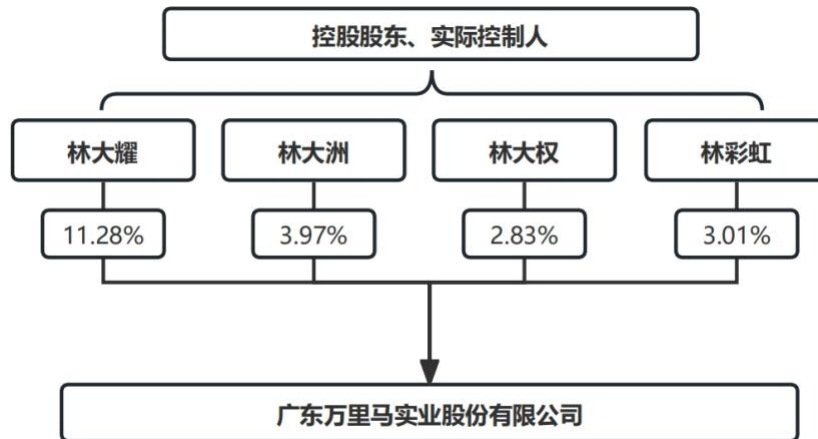 控股股东、实际控制人
林大耀
林大洲
林大权
林彩虹
11.28%
3.97%
2.83%
3.01%
广东万里马实业股份有限公司